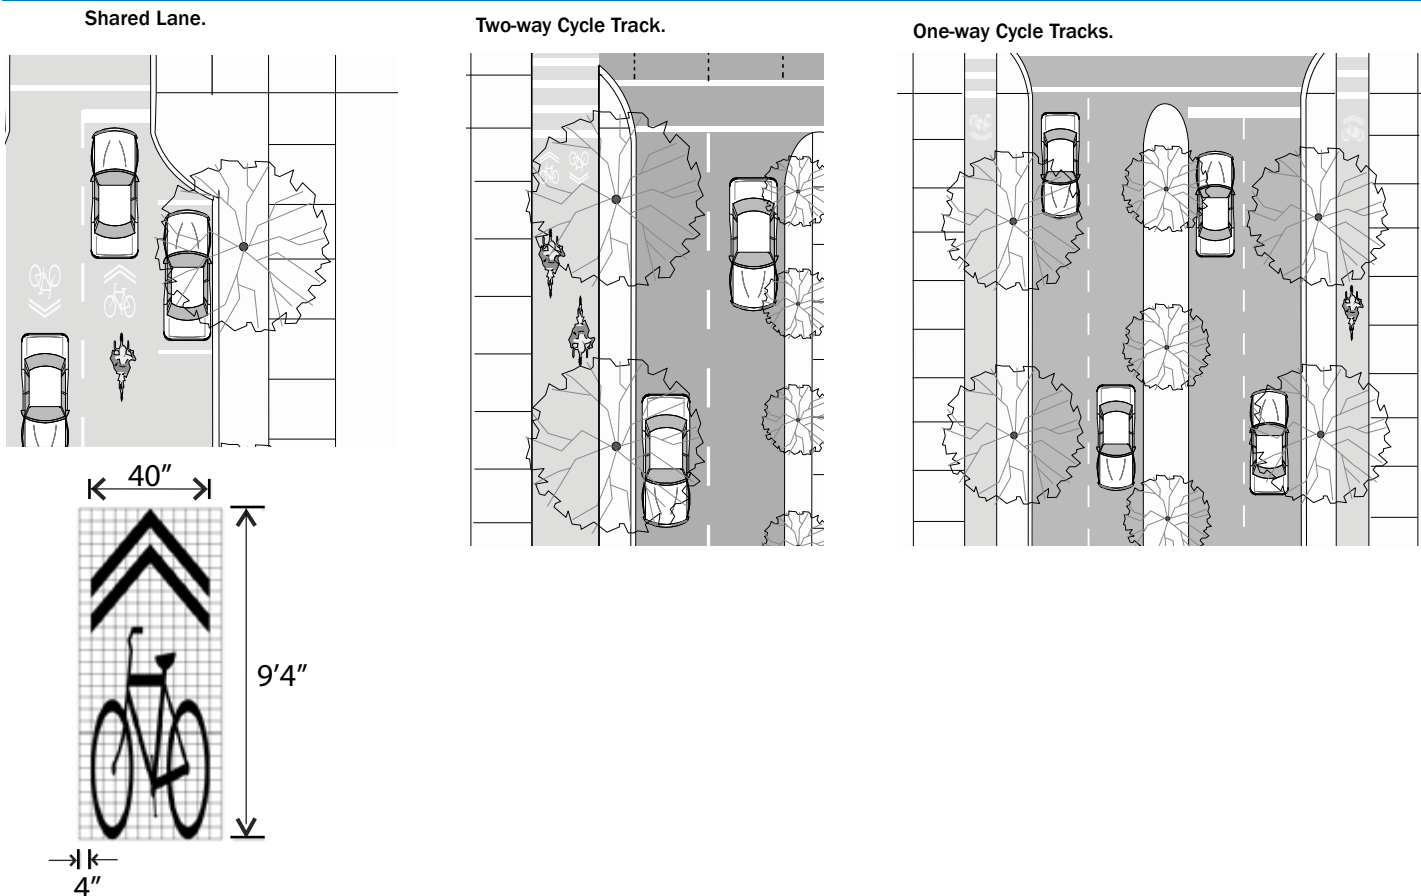 Shared Lane.
Two-way Cycle Track.
One-way Cycle Tracks.
40″
9′4″
4″